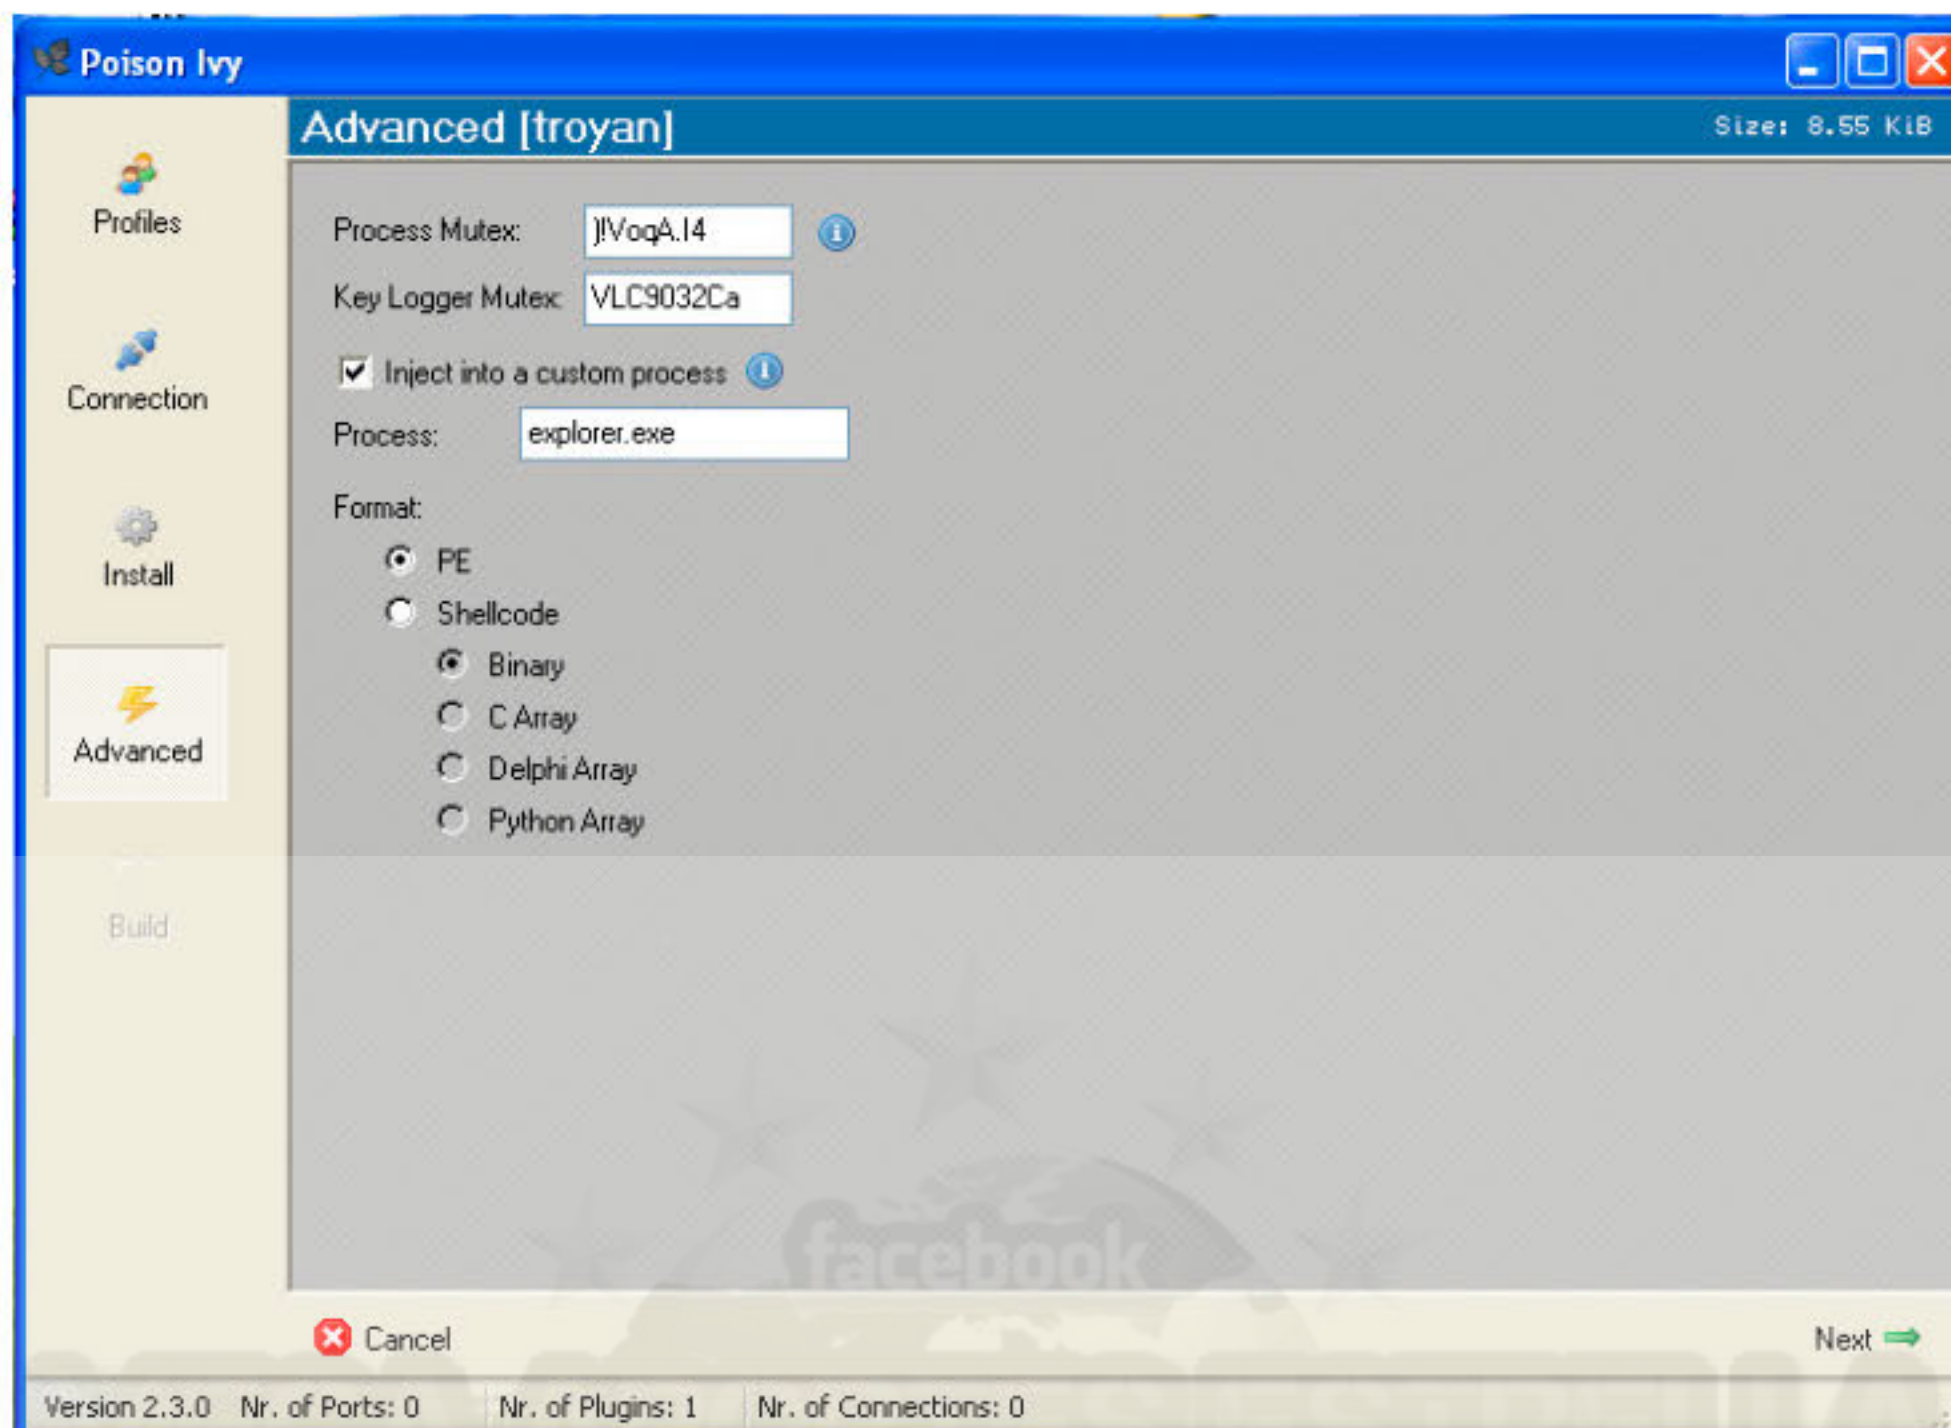 Poison Ivy
Advanced [troyan]
Size: 8.55 KiB
Profiles
Connection
Install
Advanced
Build
Process Mutex: )!VoqA.I4
Key Logger Mutex: VLC9032Ca
Inject into a custom process
Process: explorer.exe
Format:
PE
Shellcode
Binary
C Array
Delphi Array
Python Array
facebook
Cancel
Next
Version 2.3.0 Nr. of Ports: 0 Nr. of Plugins: 1 Nr. of Connections: 0